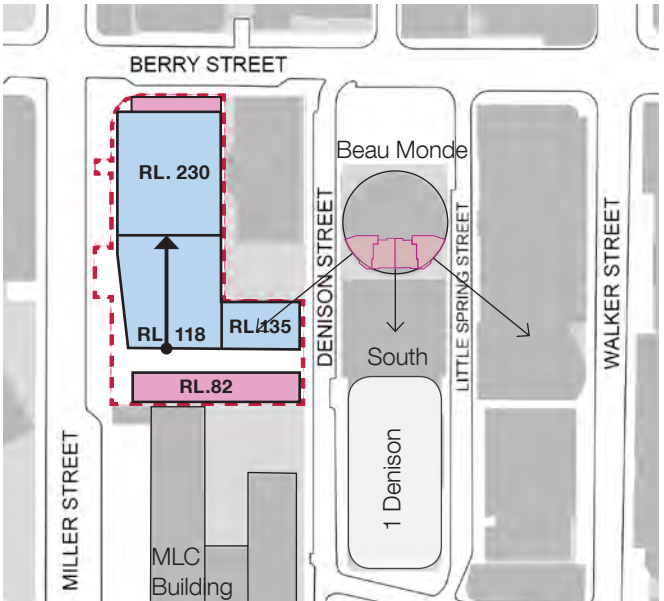 BERRY STREET
Beau Monde
RL. 230
DENISON STREET
LITTLE SPRING STREET
WALKER STREET
RL 118
RL.135
South
RL.82
1 Denison
MILLER STREET
MLC
Building